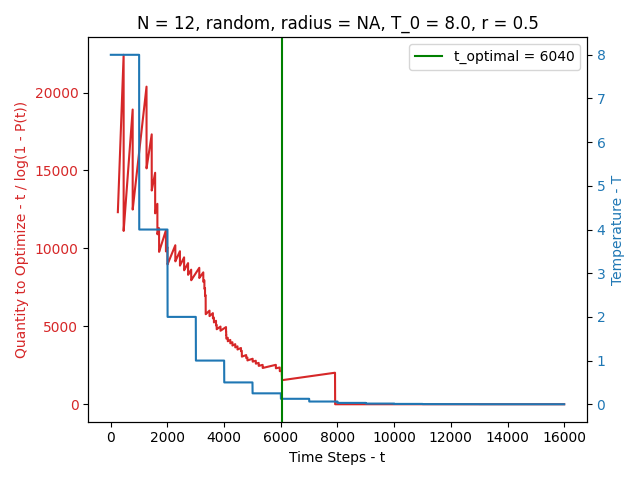 N = 12, random, radius = NA, T_0 = 8.0, r = 0.5
t_optimal = 6040
Quantity to Optimize - t / log(1 - P(t))
20000
15000
10000
5000
0
8
7
6
5
4
3
2
1
0
Temperature - T
0 2000 4000 6000 8000 10000 12000 14000 16000
Time Steps - t